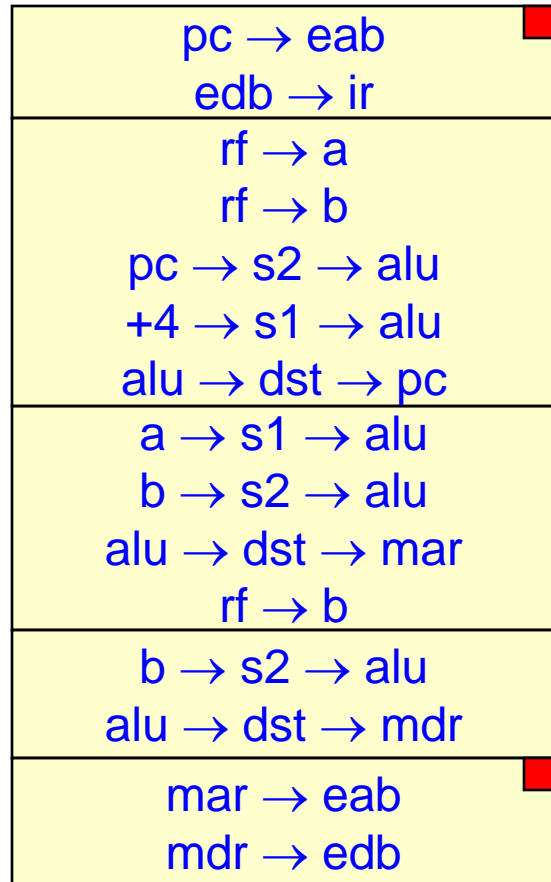 pc → eab
edb → ir
rf → a
rf → b
pc → s2 → alu
+4 → s1 → alu
alu → dst → pc
a → s1 → alu
b → s2 → alu
alu → dst → mar
rf → b
b → s2 → alu
alu → dst → mdr
mar → eab
mdr → edb